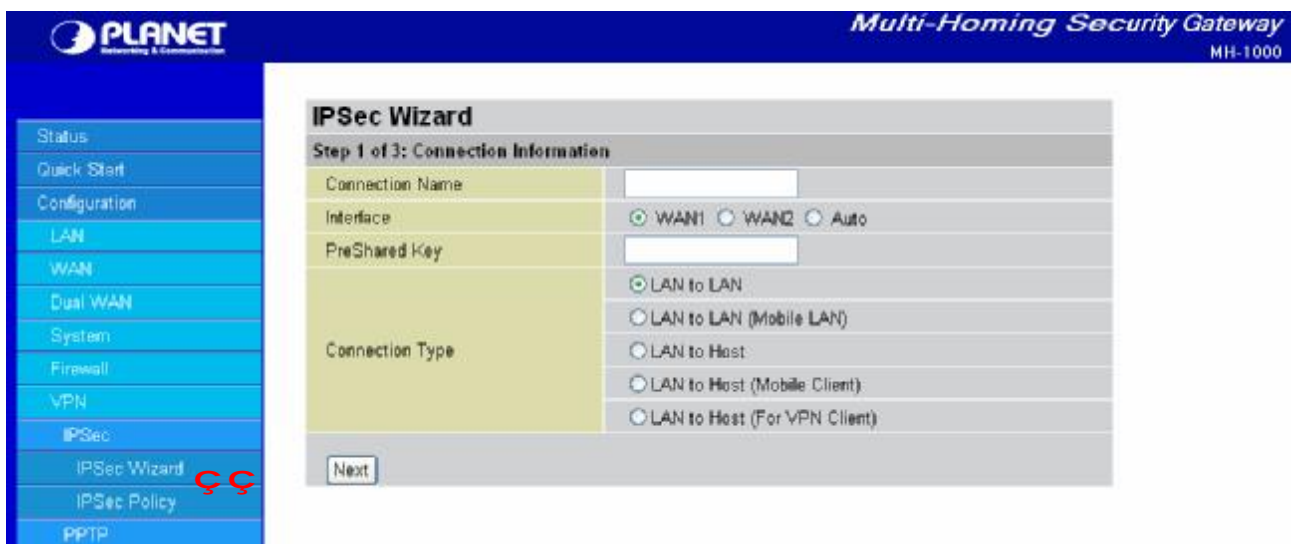 PLANET
Networking & Communication
Multi-Homing Security Gateway
MH-1000
Status
Quick Start
Configuration
LAN
WAN
Dual WAN
System
Firewall
VPN
IPSec
IPSec Wizard çç
IPSec Policy
PPTP
IPSec Wizard
Step 1 of 3: Connection Information
Connection Name
Interface WAN1 WAN2 Auto
PreShared Key
Connection Type
LAN to LAN
LAN to LAN (Mobile LAN)
LAN to Host
LAN to Host (Mobile Client)
LAN to Host (For VPN Client)
Next